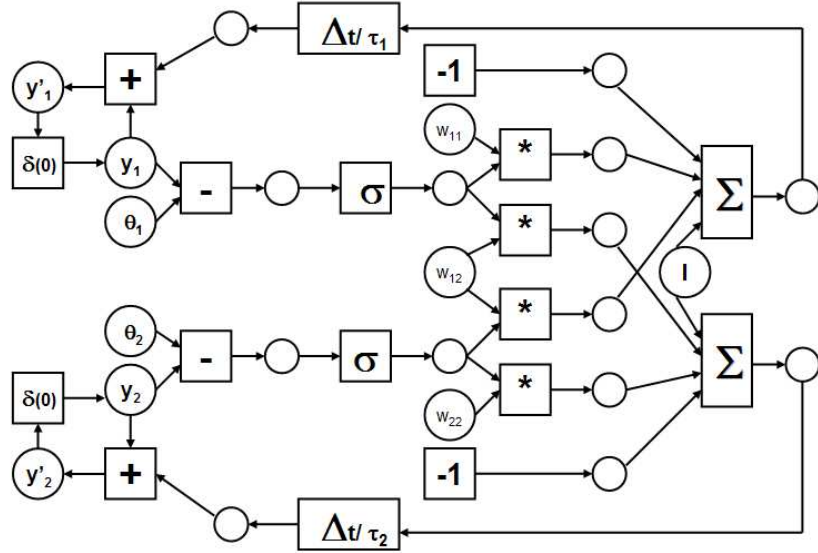 Δt/ τ₁
-1
+
y'₁
w₁₁
*
δ(0)
y₁
-
σ
Σ
θ₁
*
w₁₂
I
*
θ₂
-
σ
Σ
δ(0)
y₂
*
w₂₂
y'₂
+
-1
Δt/ τ₂